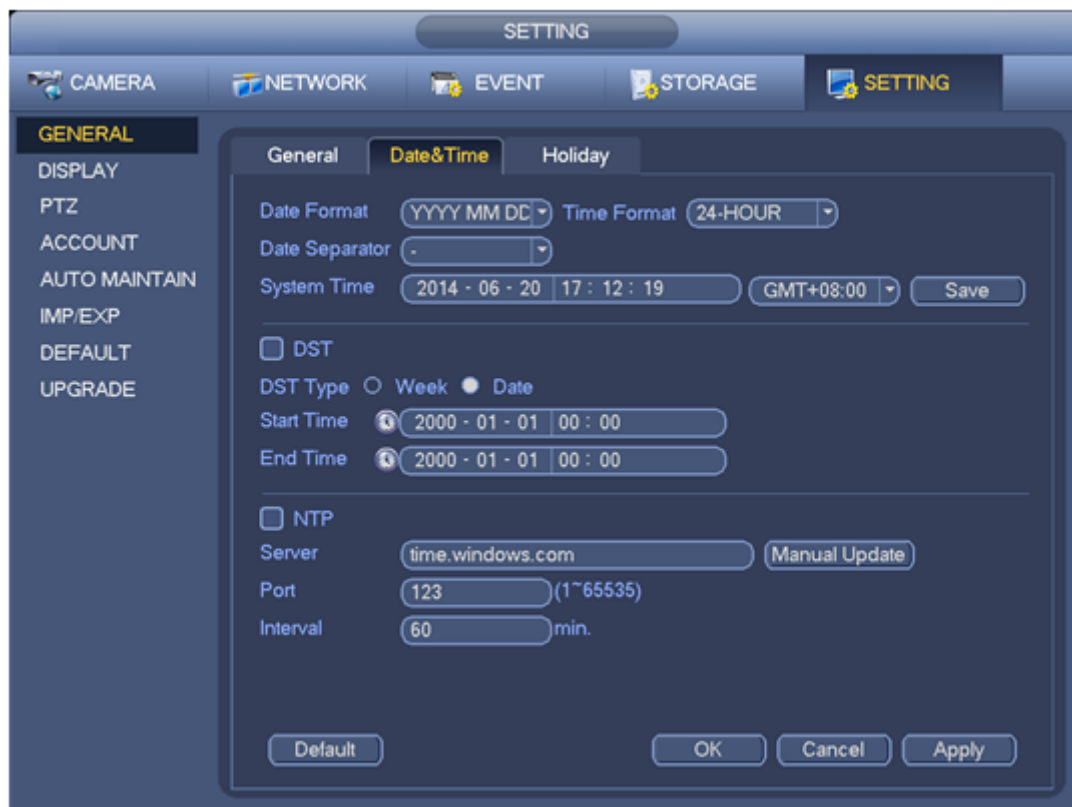 SETTING
CAMERA NETWORK EVENT STORAGE SETTING
GENERAL
DISPLAY
PTZ
ACCOUNT
AUTO MAINTAIN
IMP/EXP
DEFAULT
UPGRADE
General Date&Time Holiday
Date Format YYYY MM DD Time Format 24-HOUR
Date Separator -
System Time 2014 - 06 - 20 17 : 12 : 19 GMT+08:00 Save
DST
DST Type Week Date
Start Time 2000 - 01 - 01 00 : 00
End Time 2000 - 01 - 01 00 : 00
NTP
Server time.windows.com Manual Update
Port 123 (1~65535)
Interval 60 min.
Default OK Cancel Apply